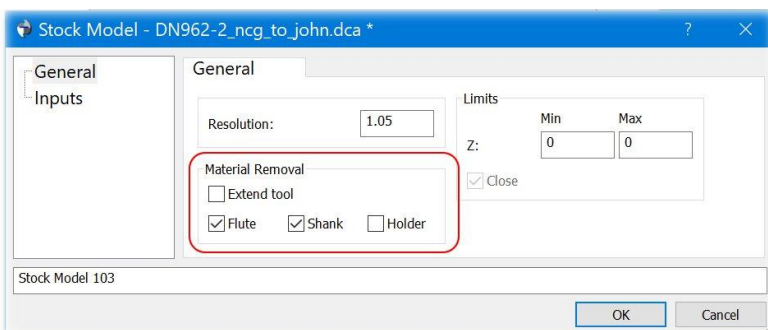 Stock Model - DN962-2_ncg_to_john.dca * ? ×
General
Inputs
General
Resolution: 1.05
Material Removal
Extend tool
Flute Shank Holder
Limits
Min Max
Z: 0 0
Close
Stock Model 103
OK Cancel